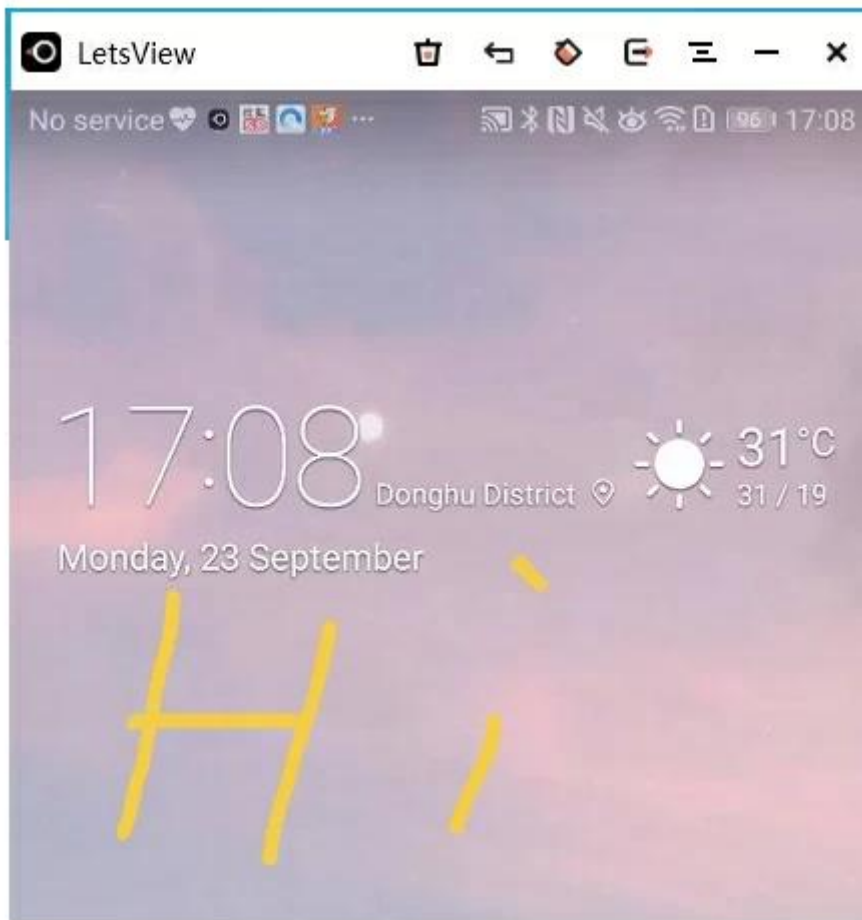 LetsView
No service 96 17:08
17:08 Donghu District 31°C
31 / 19
Monday, 23 September
Hi